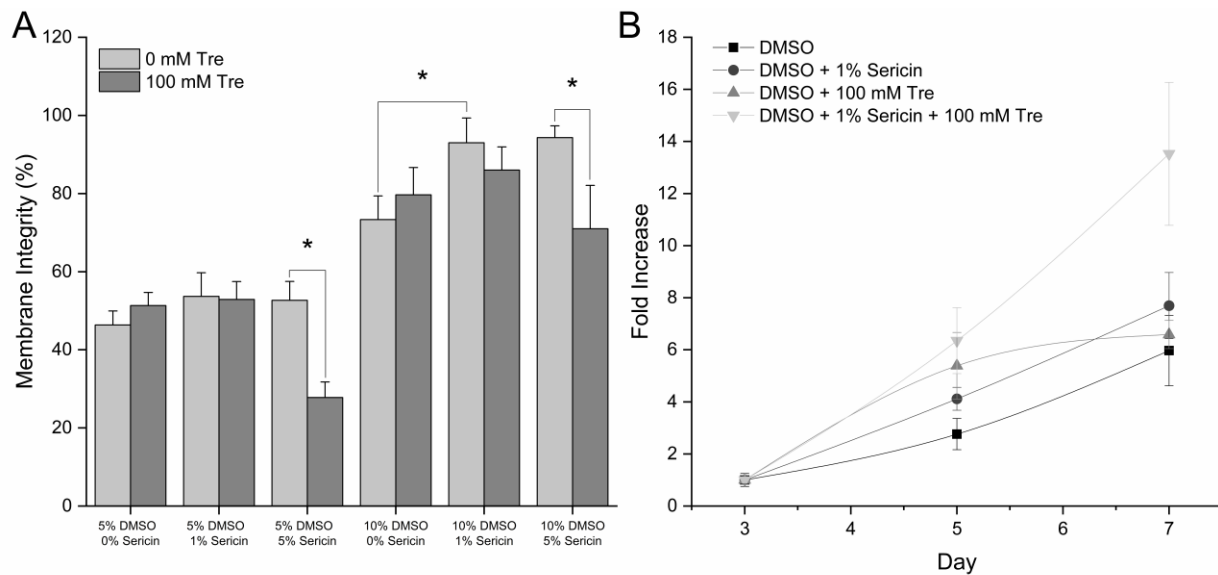 A
120
100
80
60
40
20
0
Membrane Integrity (%)
0 mM Tre
100 mM Tre
*
*
*
5% DMSO
0% Sericin
5% DMSO
1% Sericin
5% DMSO
5% Sericin
10% DMSO
0% Sericin
10% DMSO
1% Sericin
10% DMSO
5% Sericin
B
18
16
14
12
10
8
6
4
2
0
Fold Increase
DMSO
DMSO + 1% Sericin
DMSO + 100 mM Tre
DMSO + 1% Sericin + 100 mM Tre
3
4
5
6
7
Day